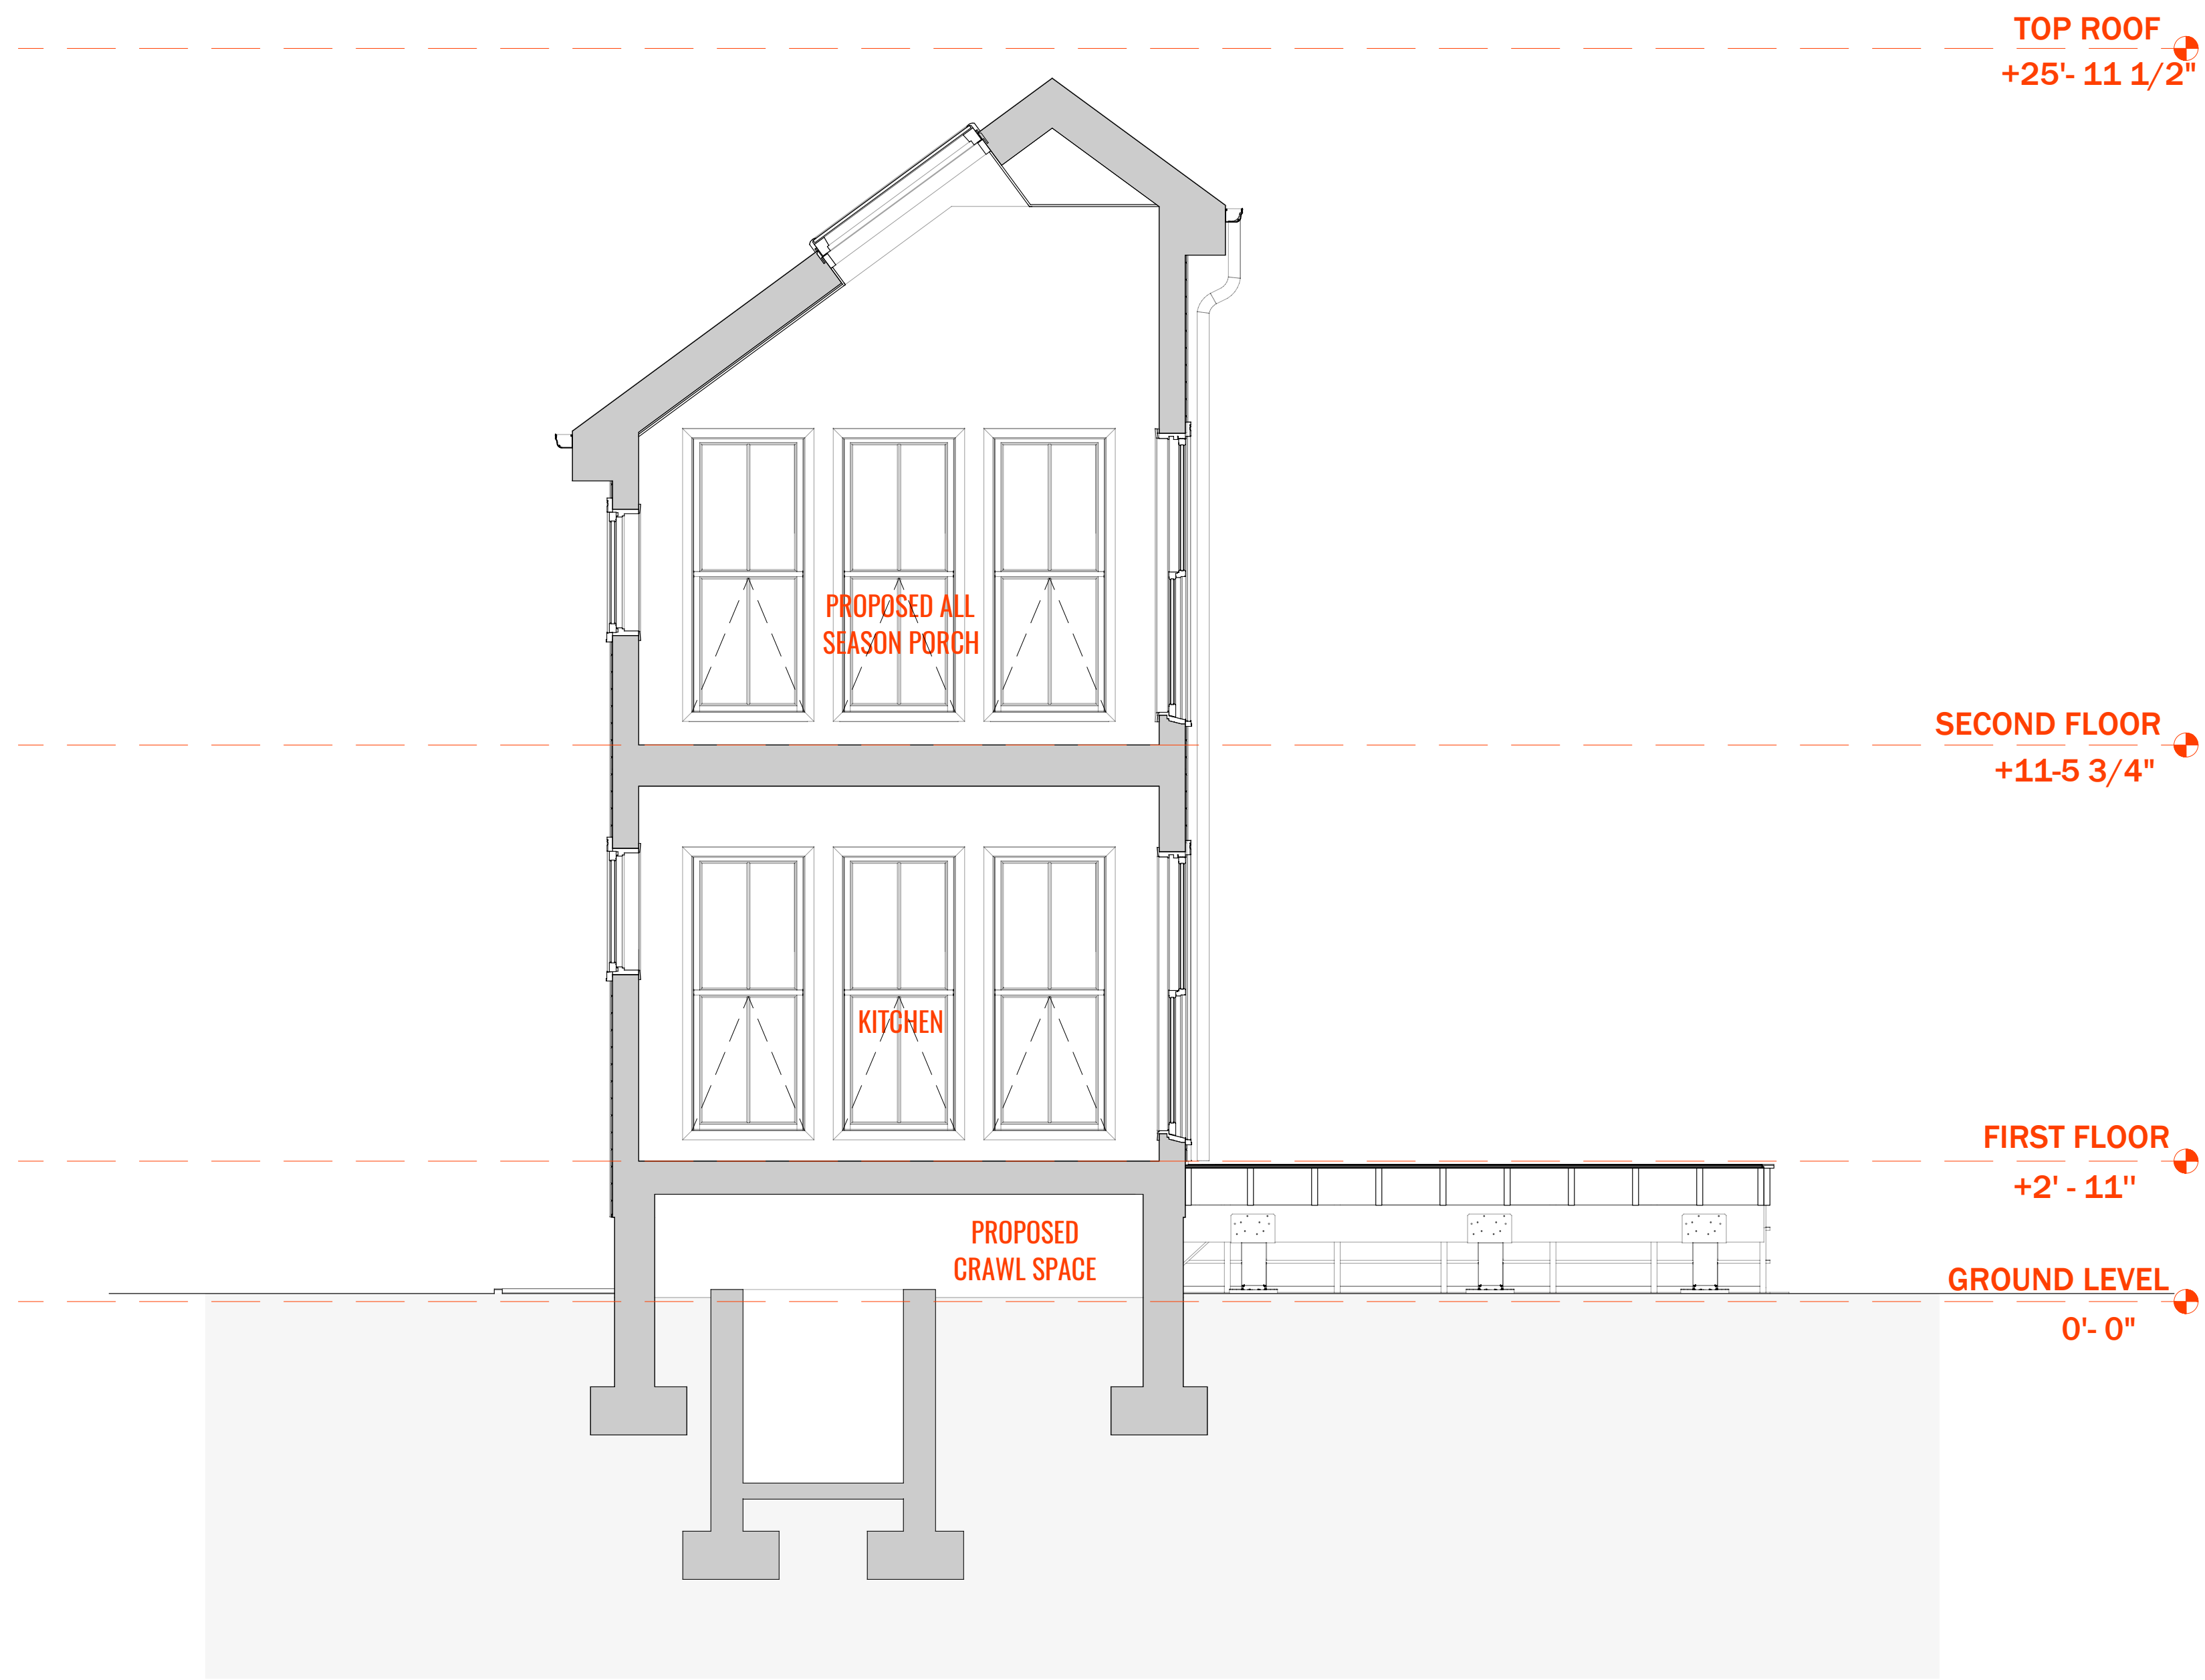 TOP ROOF
+25'- 11 1/2"
PROPOSED ALL
SEASON PORCH
SECOND FLOOR
+11-5 3/4"
KITCHEN
FIRST FLOOR
+2' - 11''
PROPOSED
CRAWL SPACE
GROUND LEVEL
0'- 0"